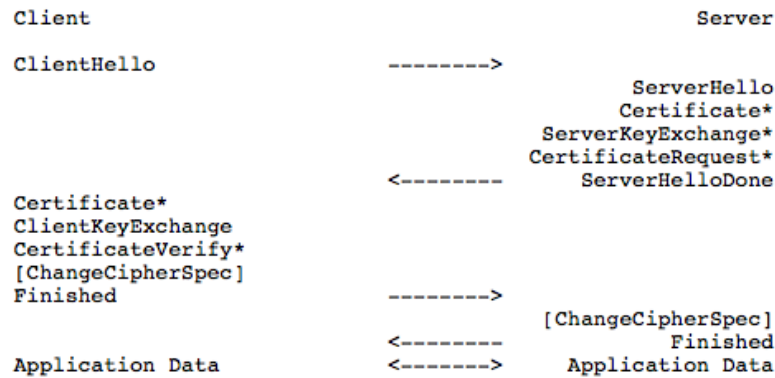 Client Server
ClientHello -------->
ServerHello
Certificate*
ServerKeyExchange*
CertificateRequest*
<-------- ServerHelloDone
Certificate*
ClientKeyExchange
CertificateVerify*
[ChangeCipherSpec]
Finished -------->
[ChangeCipherSpec]
<-------- Finished
Application Data <-------> Application Data